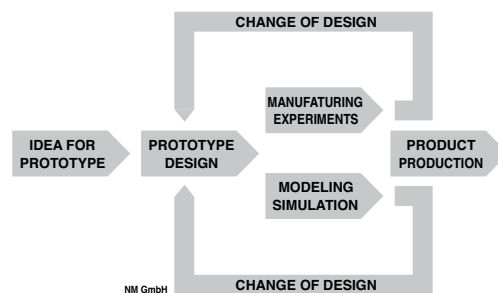 CHANGE OF DESIGN
MANUFATURING
EXPERIMENTS
IDEA FOR
PROTOTYPE
PROTOTYPE
DESIGN
PRODUCT
PRODUCTION
MODELING
SIMULATION
NM GmbH
CHANGE OF DESIGN